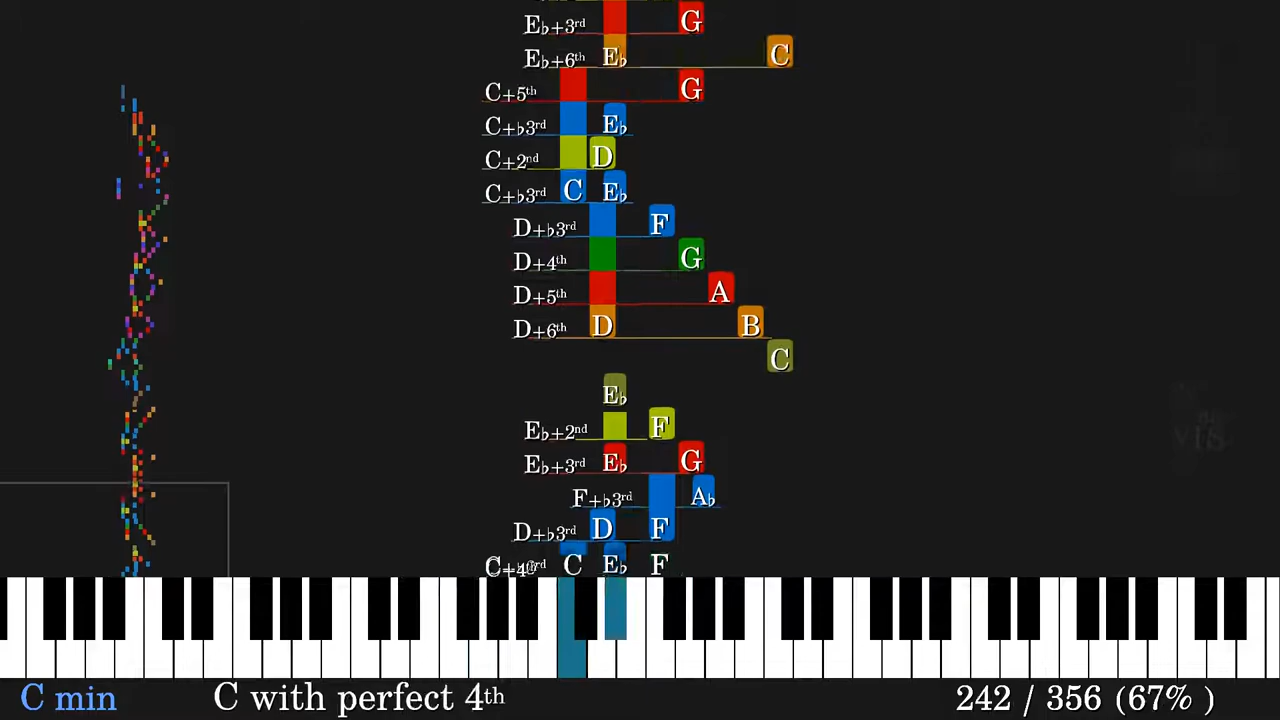 E♭+3rd G
E♭+6th E♭ C
C+5th G
C+♭3rd E♭
C+2nd D
C+♭3rd C E♭
D+♭3rd F
D+4th G
D+5th A
D+6th D B
C
E♭
E♭+2nd F
E♭+3rd E♭ G
F+♭3rd A♭
D+♭3rd D F
C E♭ F
C min C with perfect 4th 242 / 356 (67% )